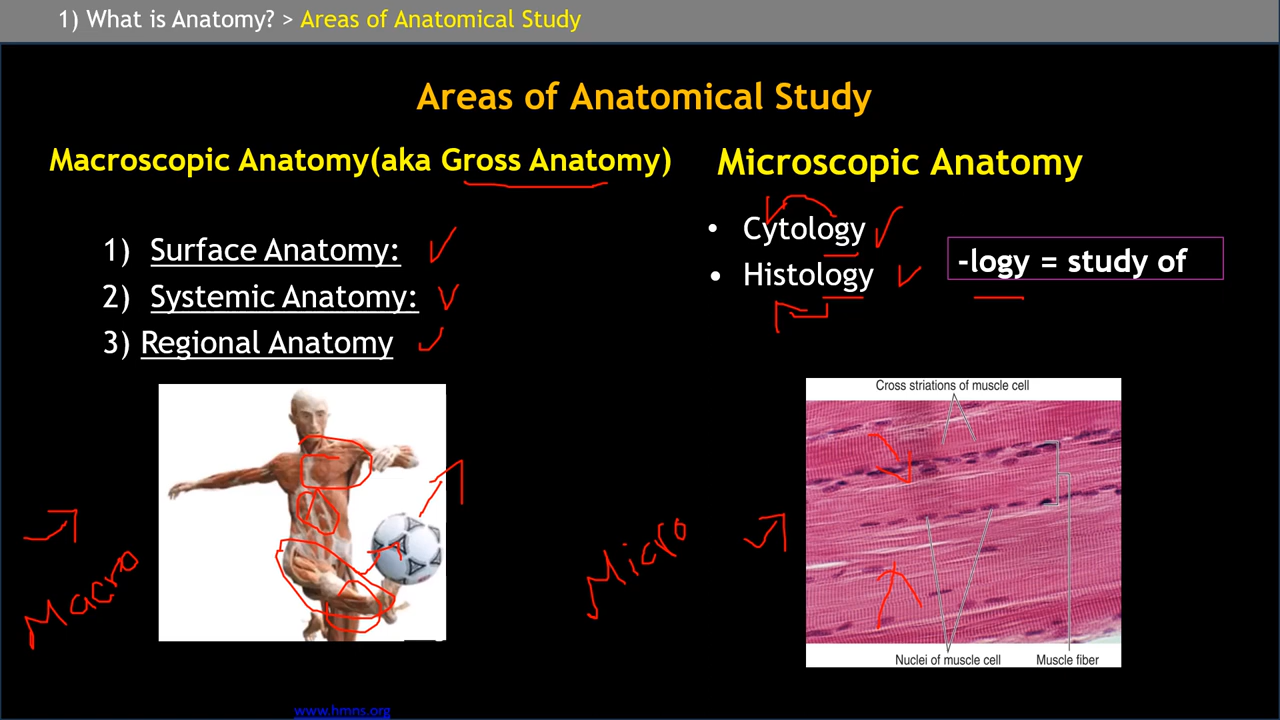 1) What is Anatomy? > Areas of Anatomical Study
Areas of Anatomical Study
Macroscopic Anatomy(aka Gross Anatomy)
1) Surface Anatomy:
2) Systemic Anatomy:
3) Regional Anatomy
Microscopic Anatomy
• Cytology
• Histology
-logy = study of
Macro
Micro
Cross striations of muscle cell
Nuclei of muscle cell
Muscle fiber
www.hmns.org